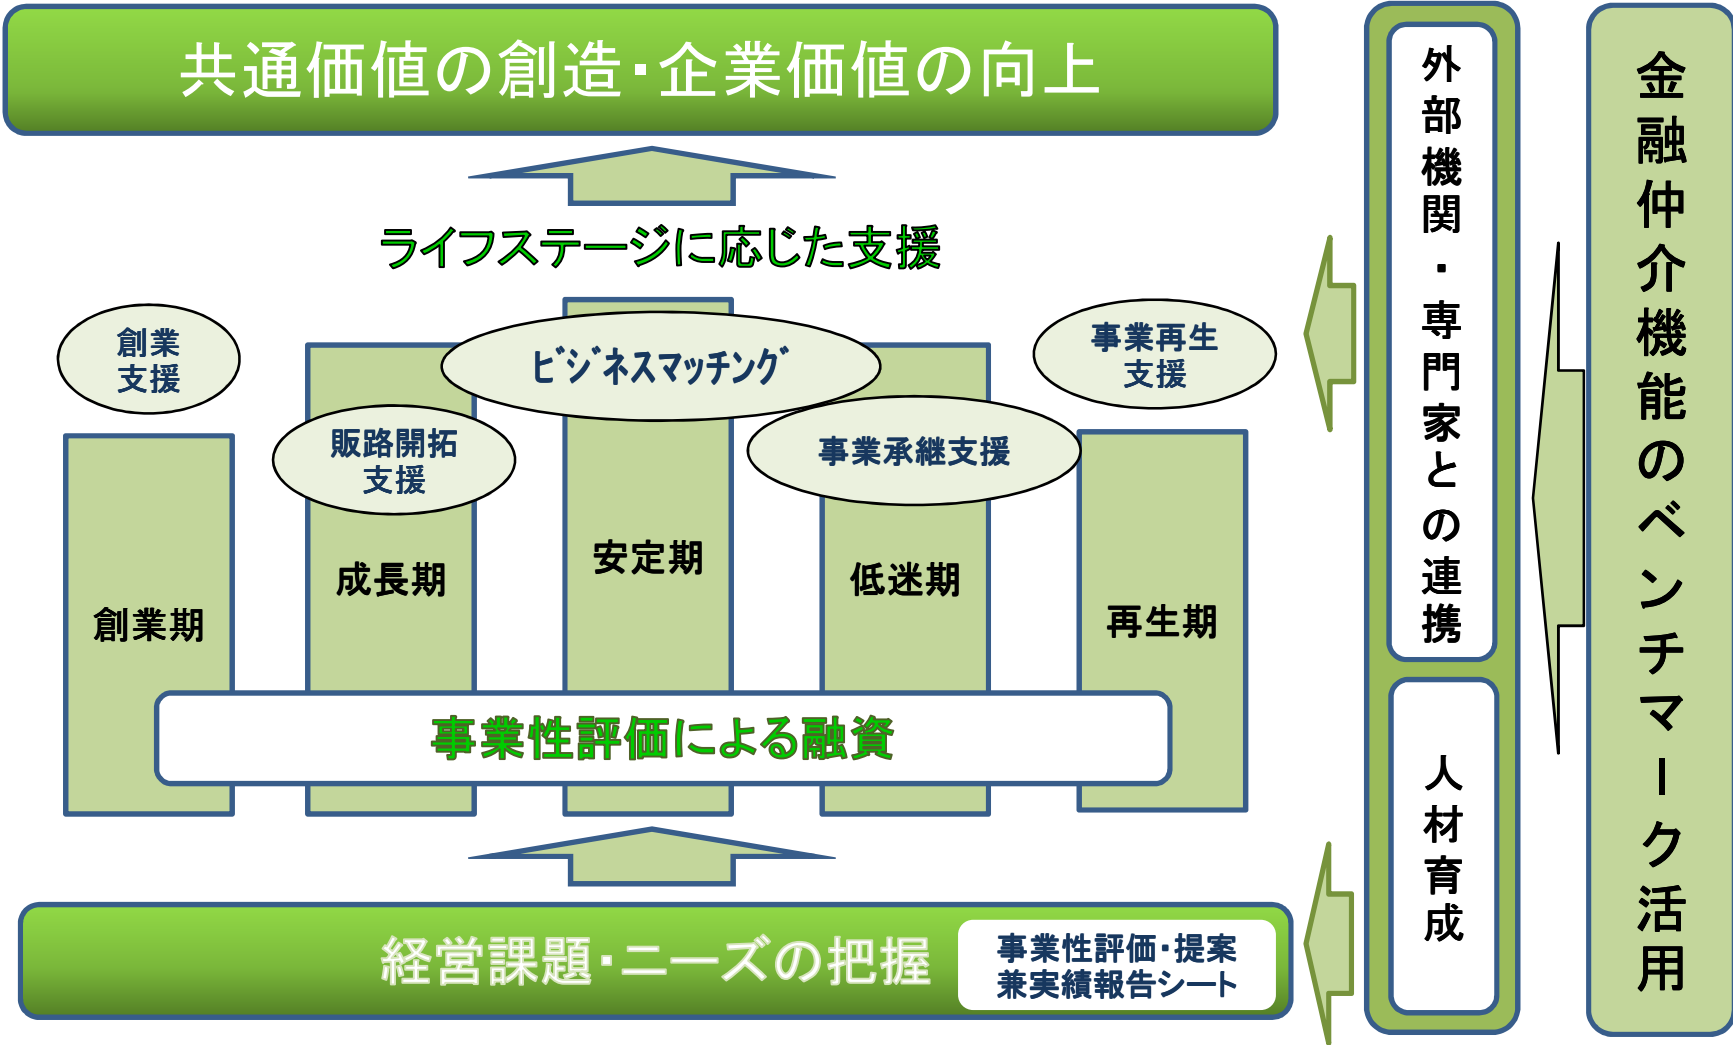 共通価値の創造・企業価値の向上
ライフステージに応じた支援
創業
支援
販路開拓
支援
ﾋﾞｼﾞﾈｽﾏｯﾁﾝｸﾞ
事業承継支援
事業再生
支援
創業期
成長期
安定期
低迷期
再生期
事業性評価による融資
経営課題・ニーズの把握
事業性評価・提案
兼実績報告シート
外部機関・専門家との連携
人材育成
金融仲介機能のベンチマーク活用